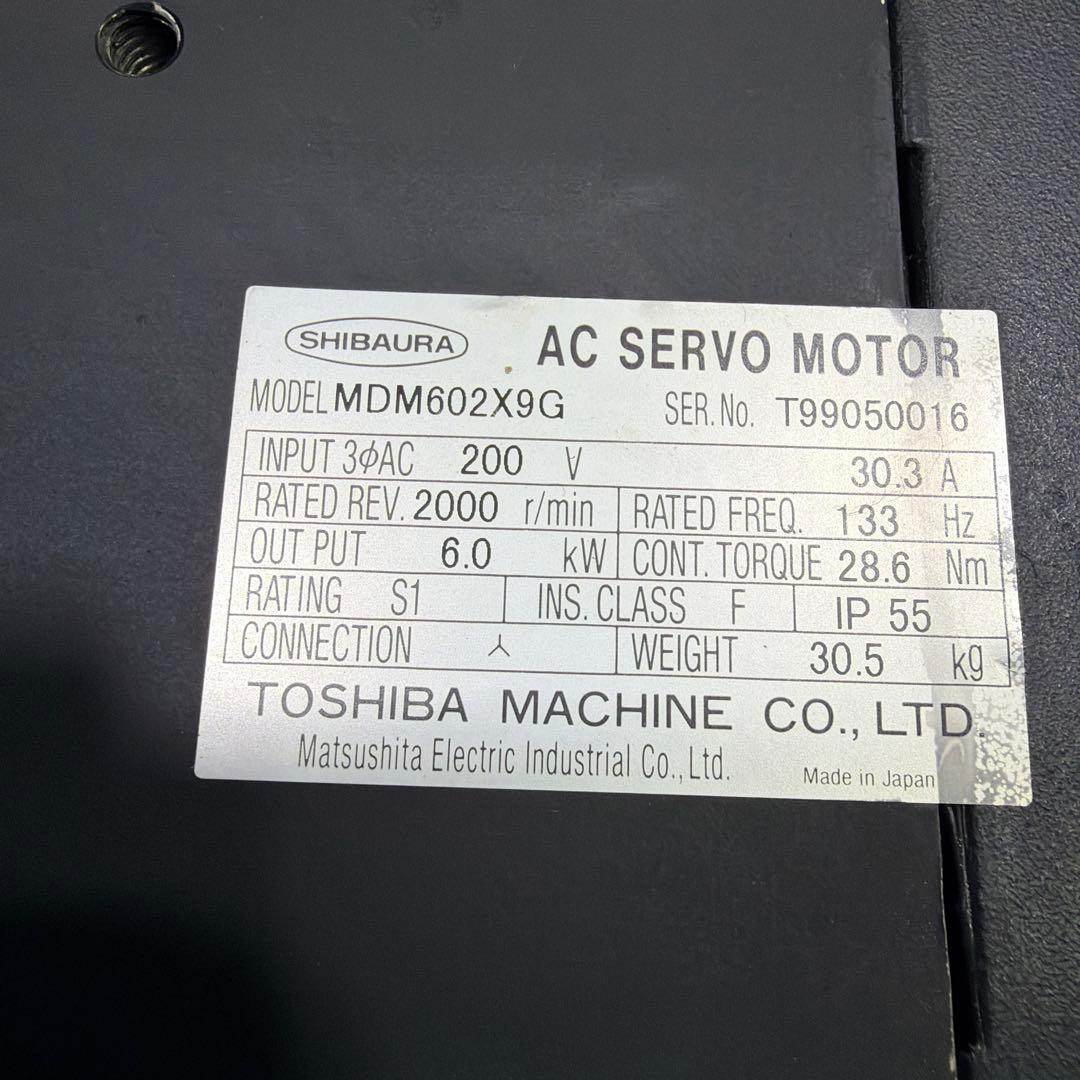 SHIBAURA AC SERVO MOTOR
MODEL MDM602X9G SER. No. T99050016
INPUT 3ϕAC 200 V 30.3 A
RATED REV. 2000 r/min RATED FREQ. 133 Hz
OUT PUT 6.0 kW CONT. TORQUE 28.6 Nm
RATING S1 INS. CLASS F IP 55
CONNECTION ⅄ WEIGHT 30.5 kg
TOSHIBA MACHINE CO., LTD.
Matsushita Electric Industrial Co., Ltd. Made in Japan